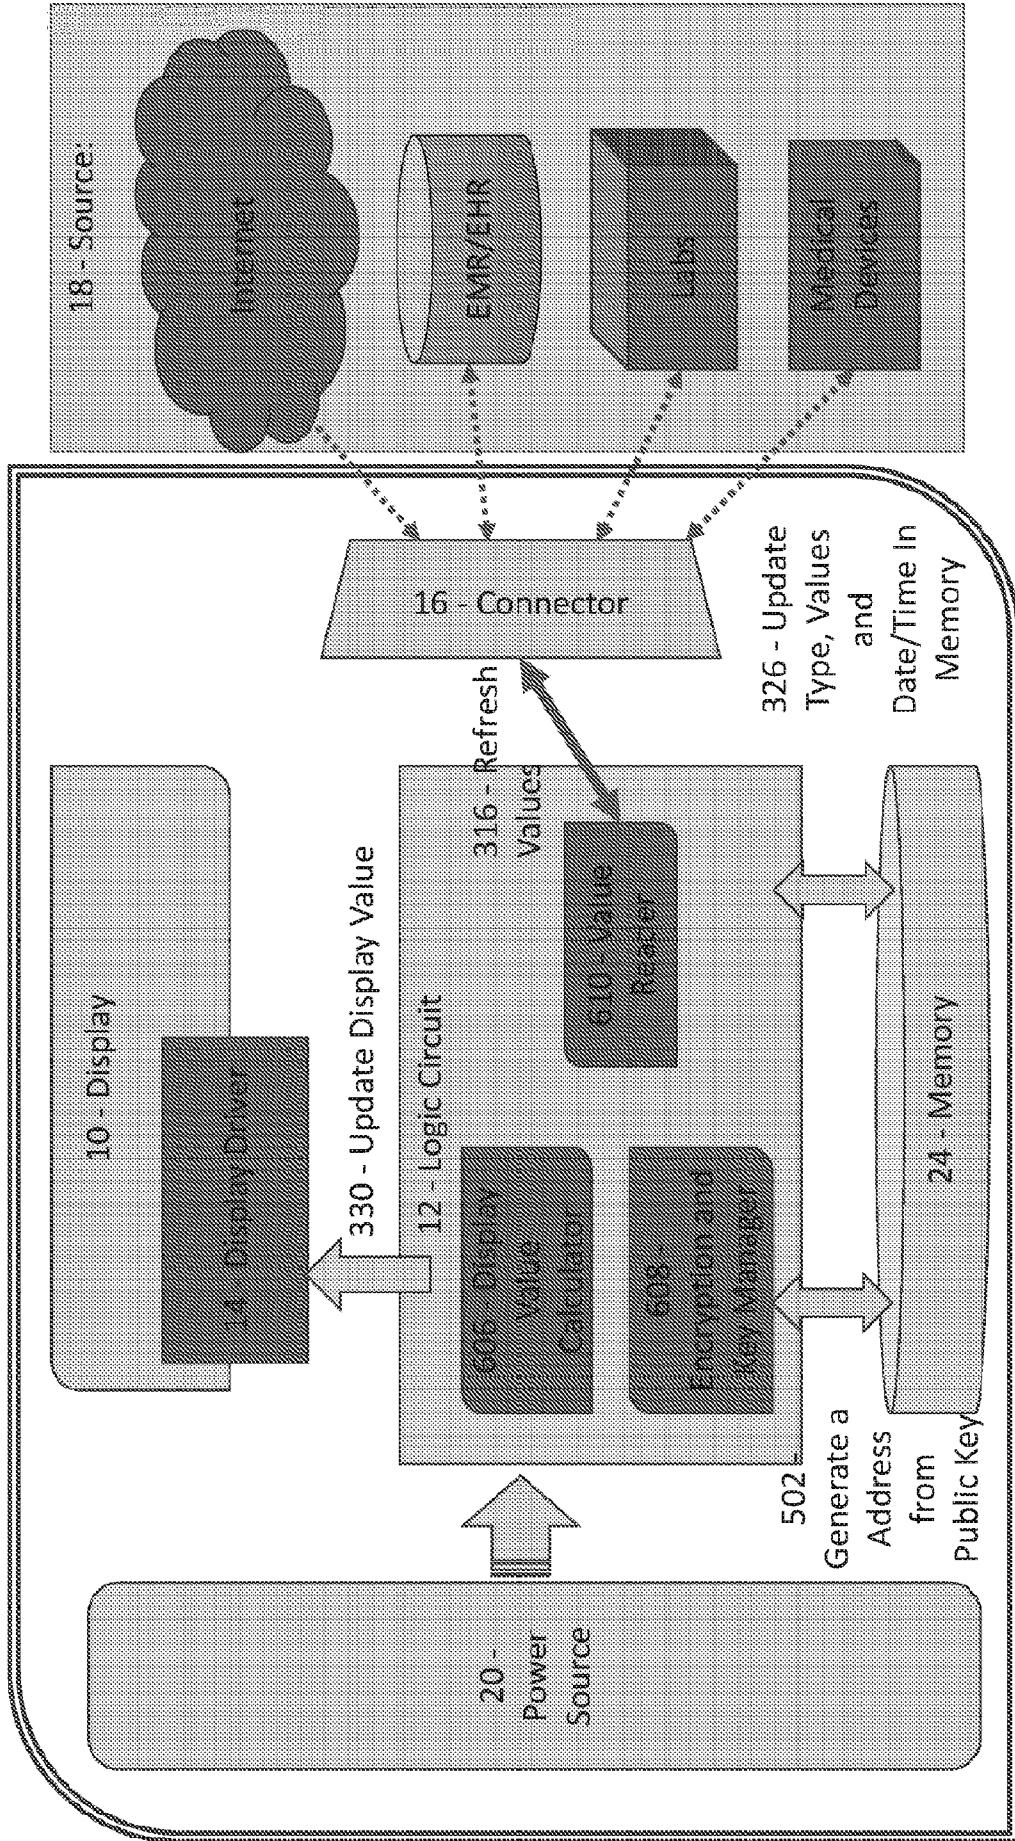 18 - Source:
Internet
EMR/EHR
Labs
Medical
Devices
16 - Connector
316 - Refresh
Values
326 - Update
Type, Values
and
Date/Time In
Memory
10 - Display
14 - Display Driver
330 - Update Display Value
12 - Logic Circuit
606 - Display
Value
Calculator
608 -
Encryption and
Key Manager
610 - Value
Reader
24 - Memory
502 -
Generate a
Address
from
Public Key
20 -
Power
Source